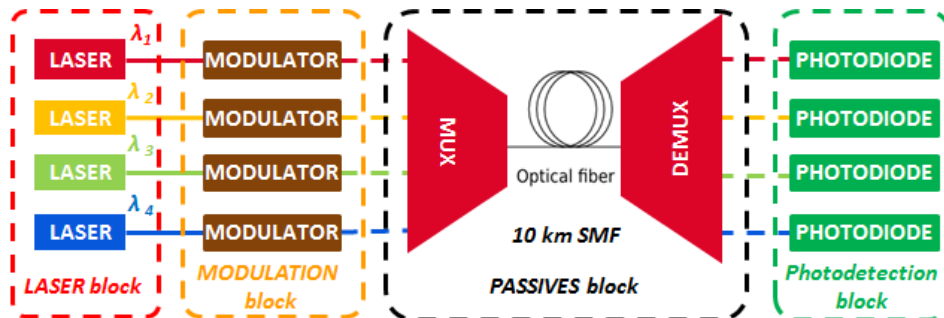 λ1
LASER MODULATOR PHOTODIODE
λ2
LASER MODULATOR PHOTODIODE
λ3
LASER MODULATOR PHOTODIODE
λ4
LASER MODULATOR PHOTODIODE
MUX
DEMUX
Optical fiber
10 km SMF
LASER block
MODULATION
block
PASSIVES block
Photodetection
block